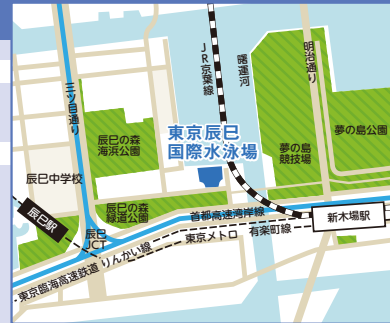 三ツ目通り
JR京葉線
曙運河
明治通り
辰巳の森
海浜公園
東京辰巳
国際水泳場
夢の島
競技場
夢の島公園
辰巳中学校
辰巳の森
緑道公園
辰巳駅
辰巳
JCT
首都高速湾岸線
新木場駅
東京メトロ 有楽町線
東京臨海高速鉄道 りんかい線